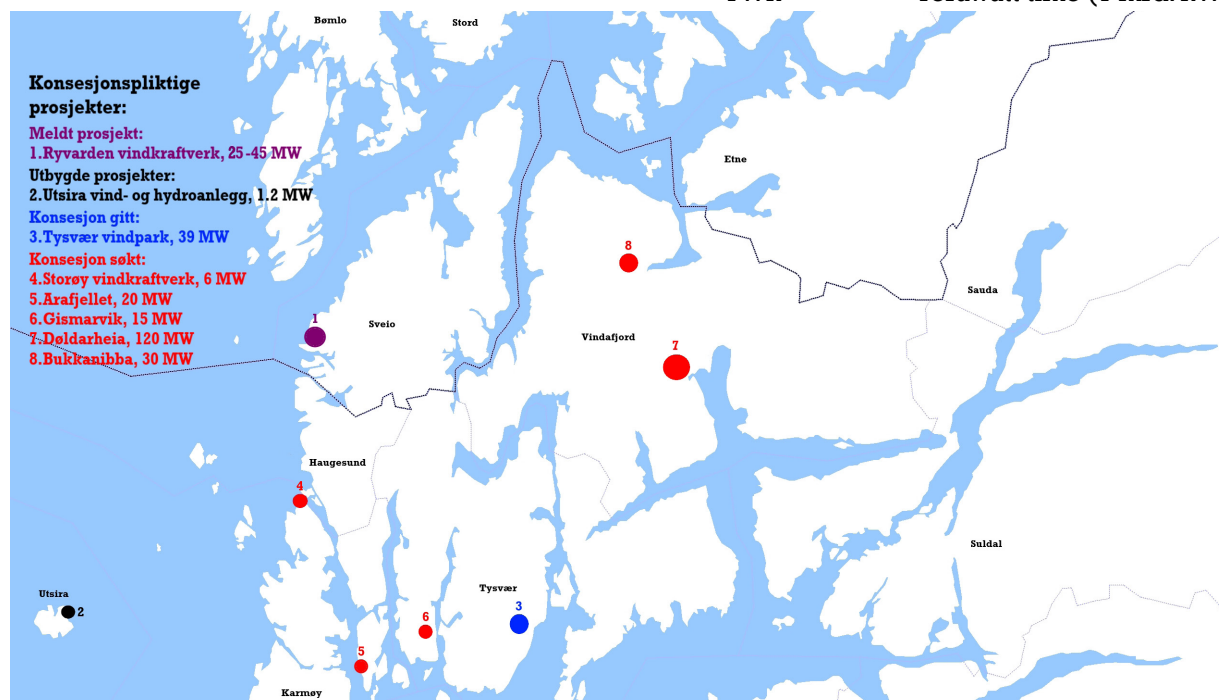 Bømlo
Stord
Konsesjonspliktige
prosjekter:
Meldt prosjekt:
1.Ryvarden vindkraftverk, 25-45 MW
Utbygde prosjekter:
2.Utsira vind- og hydroanlegg, 1.2 MW
Konsesjon gitt:
3.Tysvær vindpark, 39 MW
Konsesjon søkt:
4.Storøy vindkraftverk, 6 MW
5.Arafjellet, 20 MW
6.Gismarvik, 15 MW
7.Døldarheia, 120 MW
8.Bukkanibba, 30 MW
Etne
8
Sauda
1
Sveio
Vindafjord
7
Haugesund
4
Suldal
Tysvær
Utsira
2
3
6
5
Karmøy